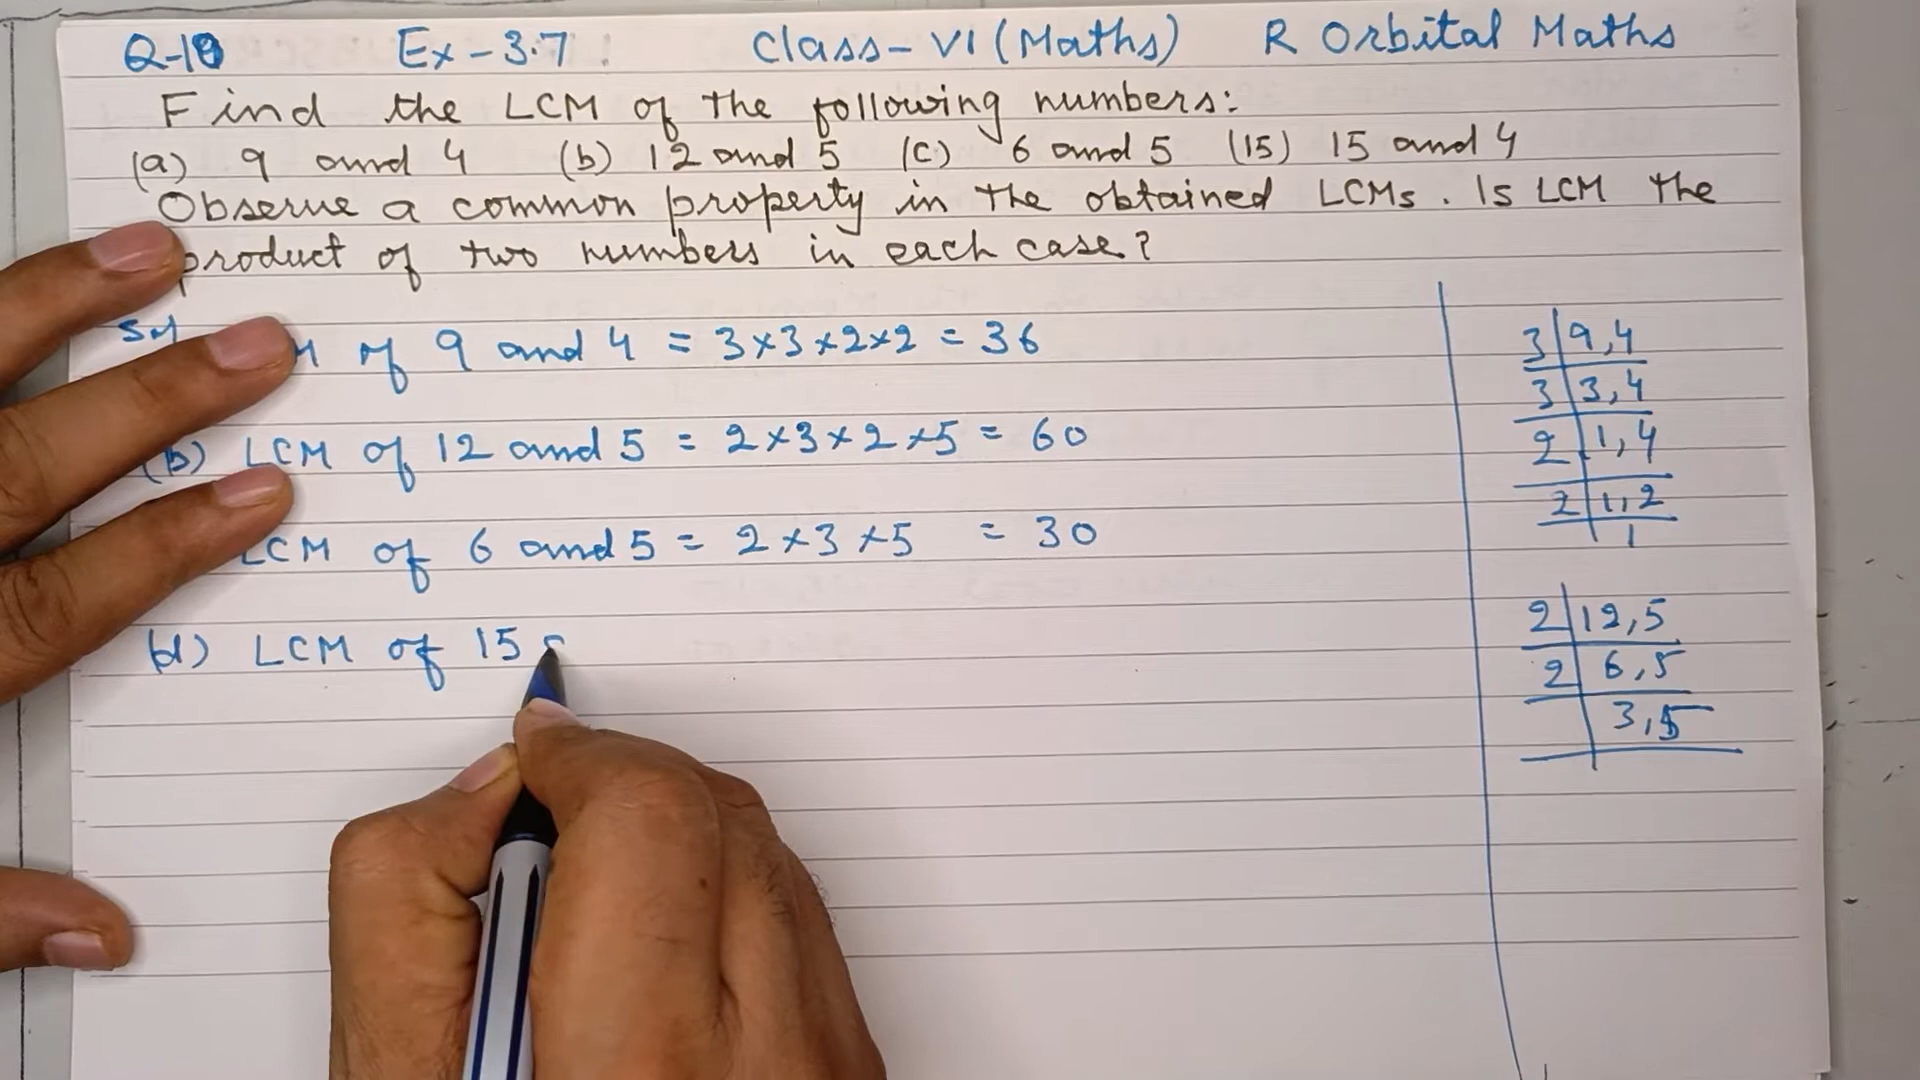 Q-10 Ex-3.7 Class-VI (Maths) R Orbital Maths
Find the LCM of the following numbers:
(a) 9 and 4 (b) 12 and 5 (c) 6 and 5 (15) 15 and 4
Observe a common property in the obtained LCMs. Is LCM the
product of two numbers in each case?
of 9 and 4 = 3×3×2×2 = 36
(b) LCM of 12 and 5 = 2×3×2×5 = 60
LCM of 6 and 5 = 2×3×5 = 30
(d) LCM of 15
3 9,4
3 3,4
2 1,4
2 1,2
1
2 12,5
2 6,5
3,5